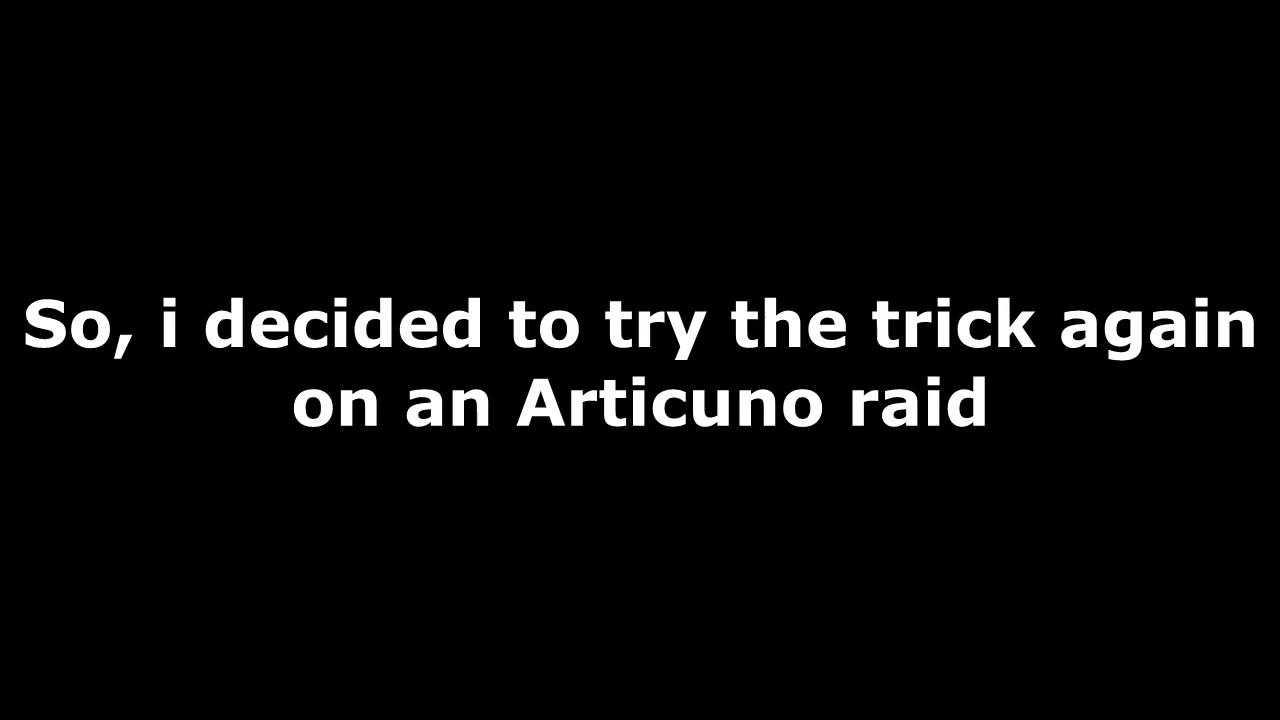 So, i decided to try the trick again
on an Articuno raid